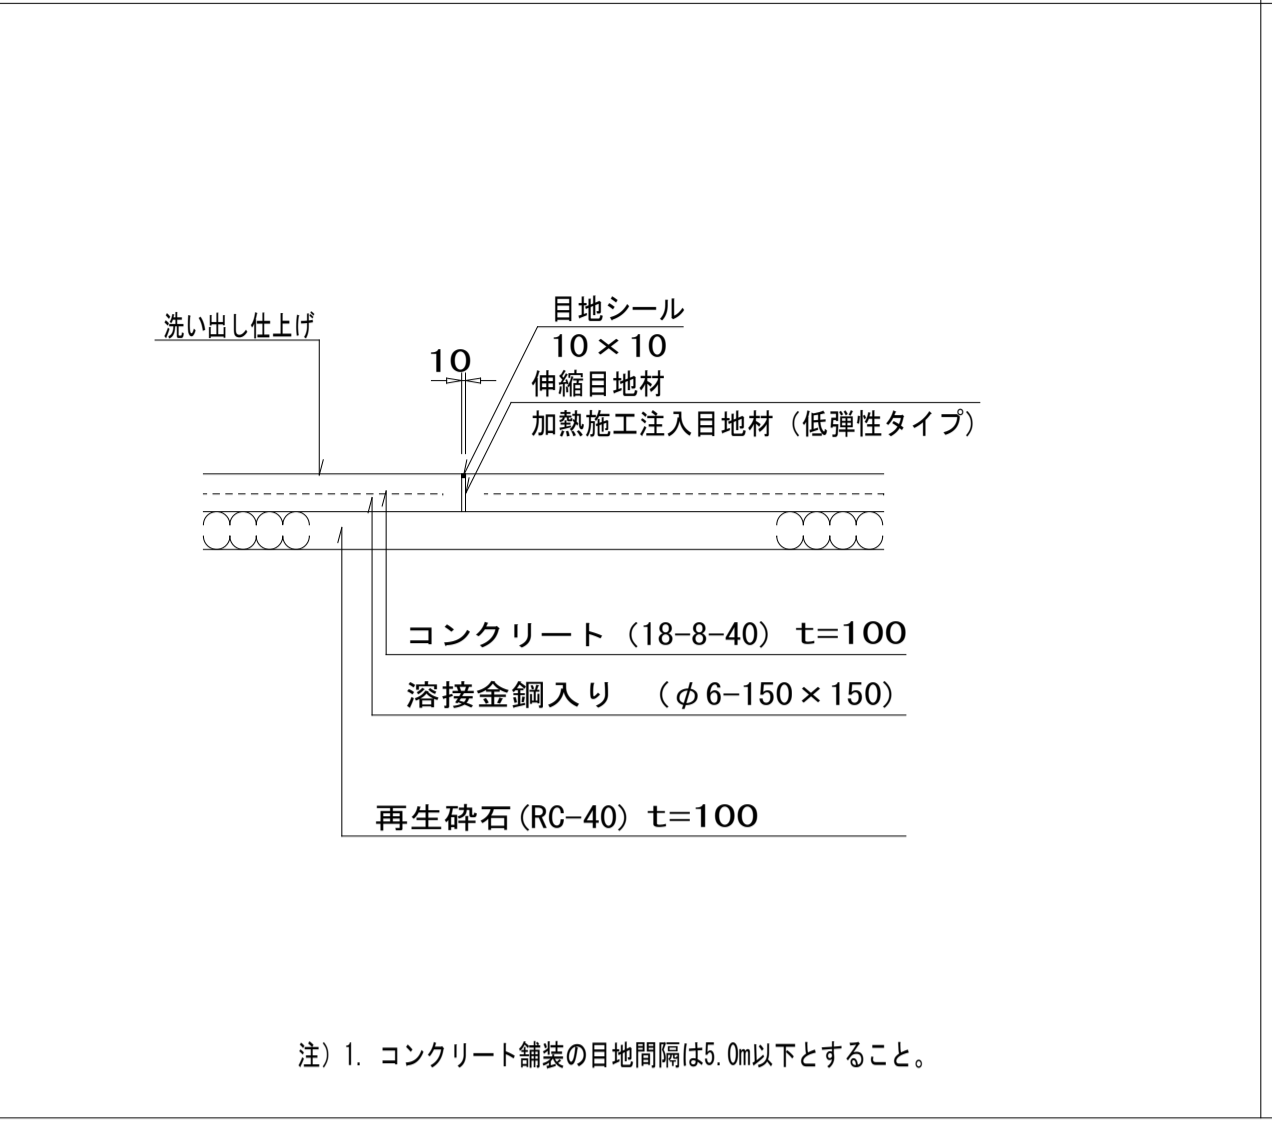 洗い出し仕上げ
目地シール
10×10
10
伸縮目地材
加熱施工注入目地材（低弾性タイプ）
コンクリート（18-8-40）t=100
溶接金鋼入り　（φ6-150×150）
再生砕石(RC-40) t=100
注）1. コンクリート舗装の目地間隔は5.0m以下とすること。